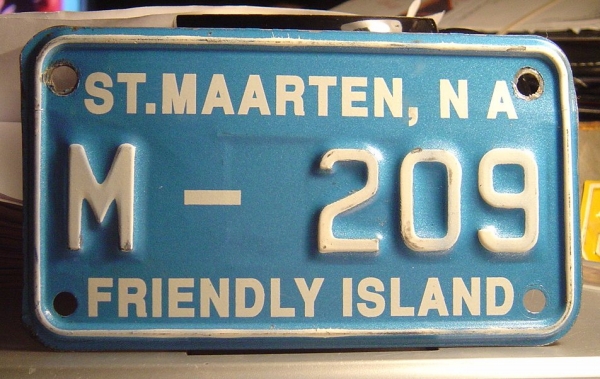 ST.MAARTEN, N A
M - 209
FRIENDLY ISLAND